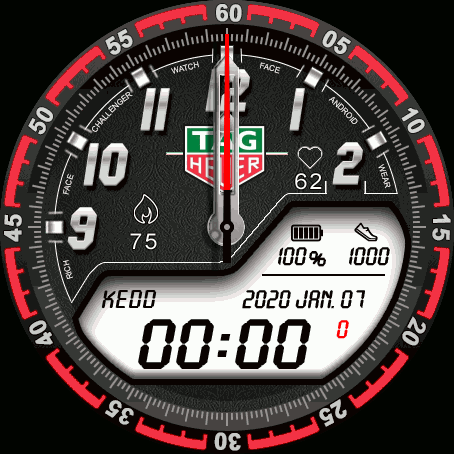 60
55
05
50
10
45
15
40
20
35
25
30
WATCH
FACE
CHALLENGER
ANDROID
FACE
WEAR
RICH
12
11
1
10
2
9
TAG
HEUER
62
75
100%
1000
KEDD
2020 JAN. 07
00:00
0